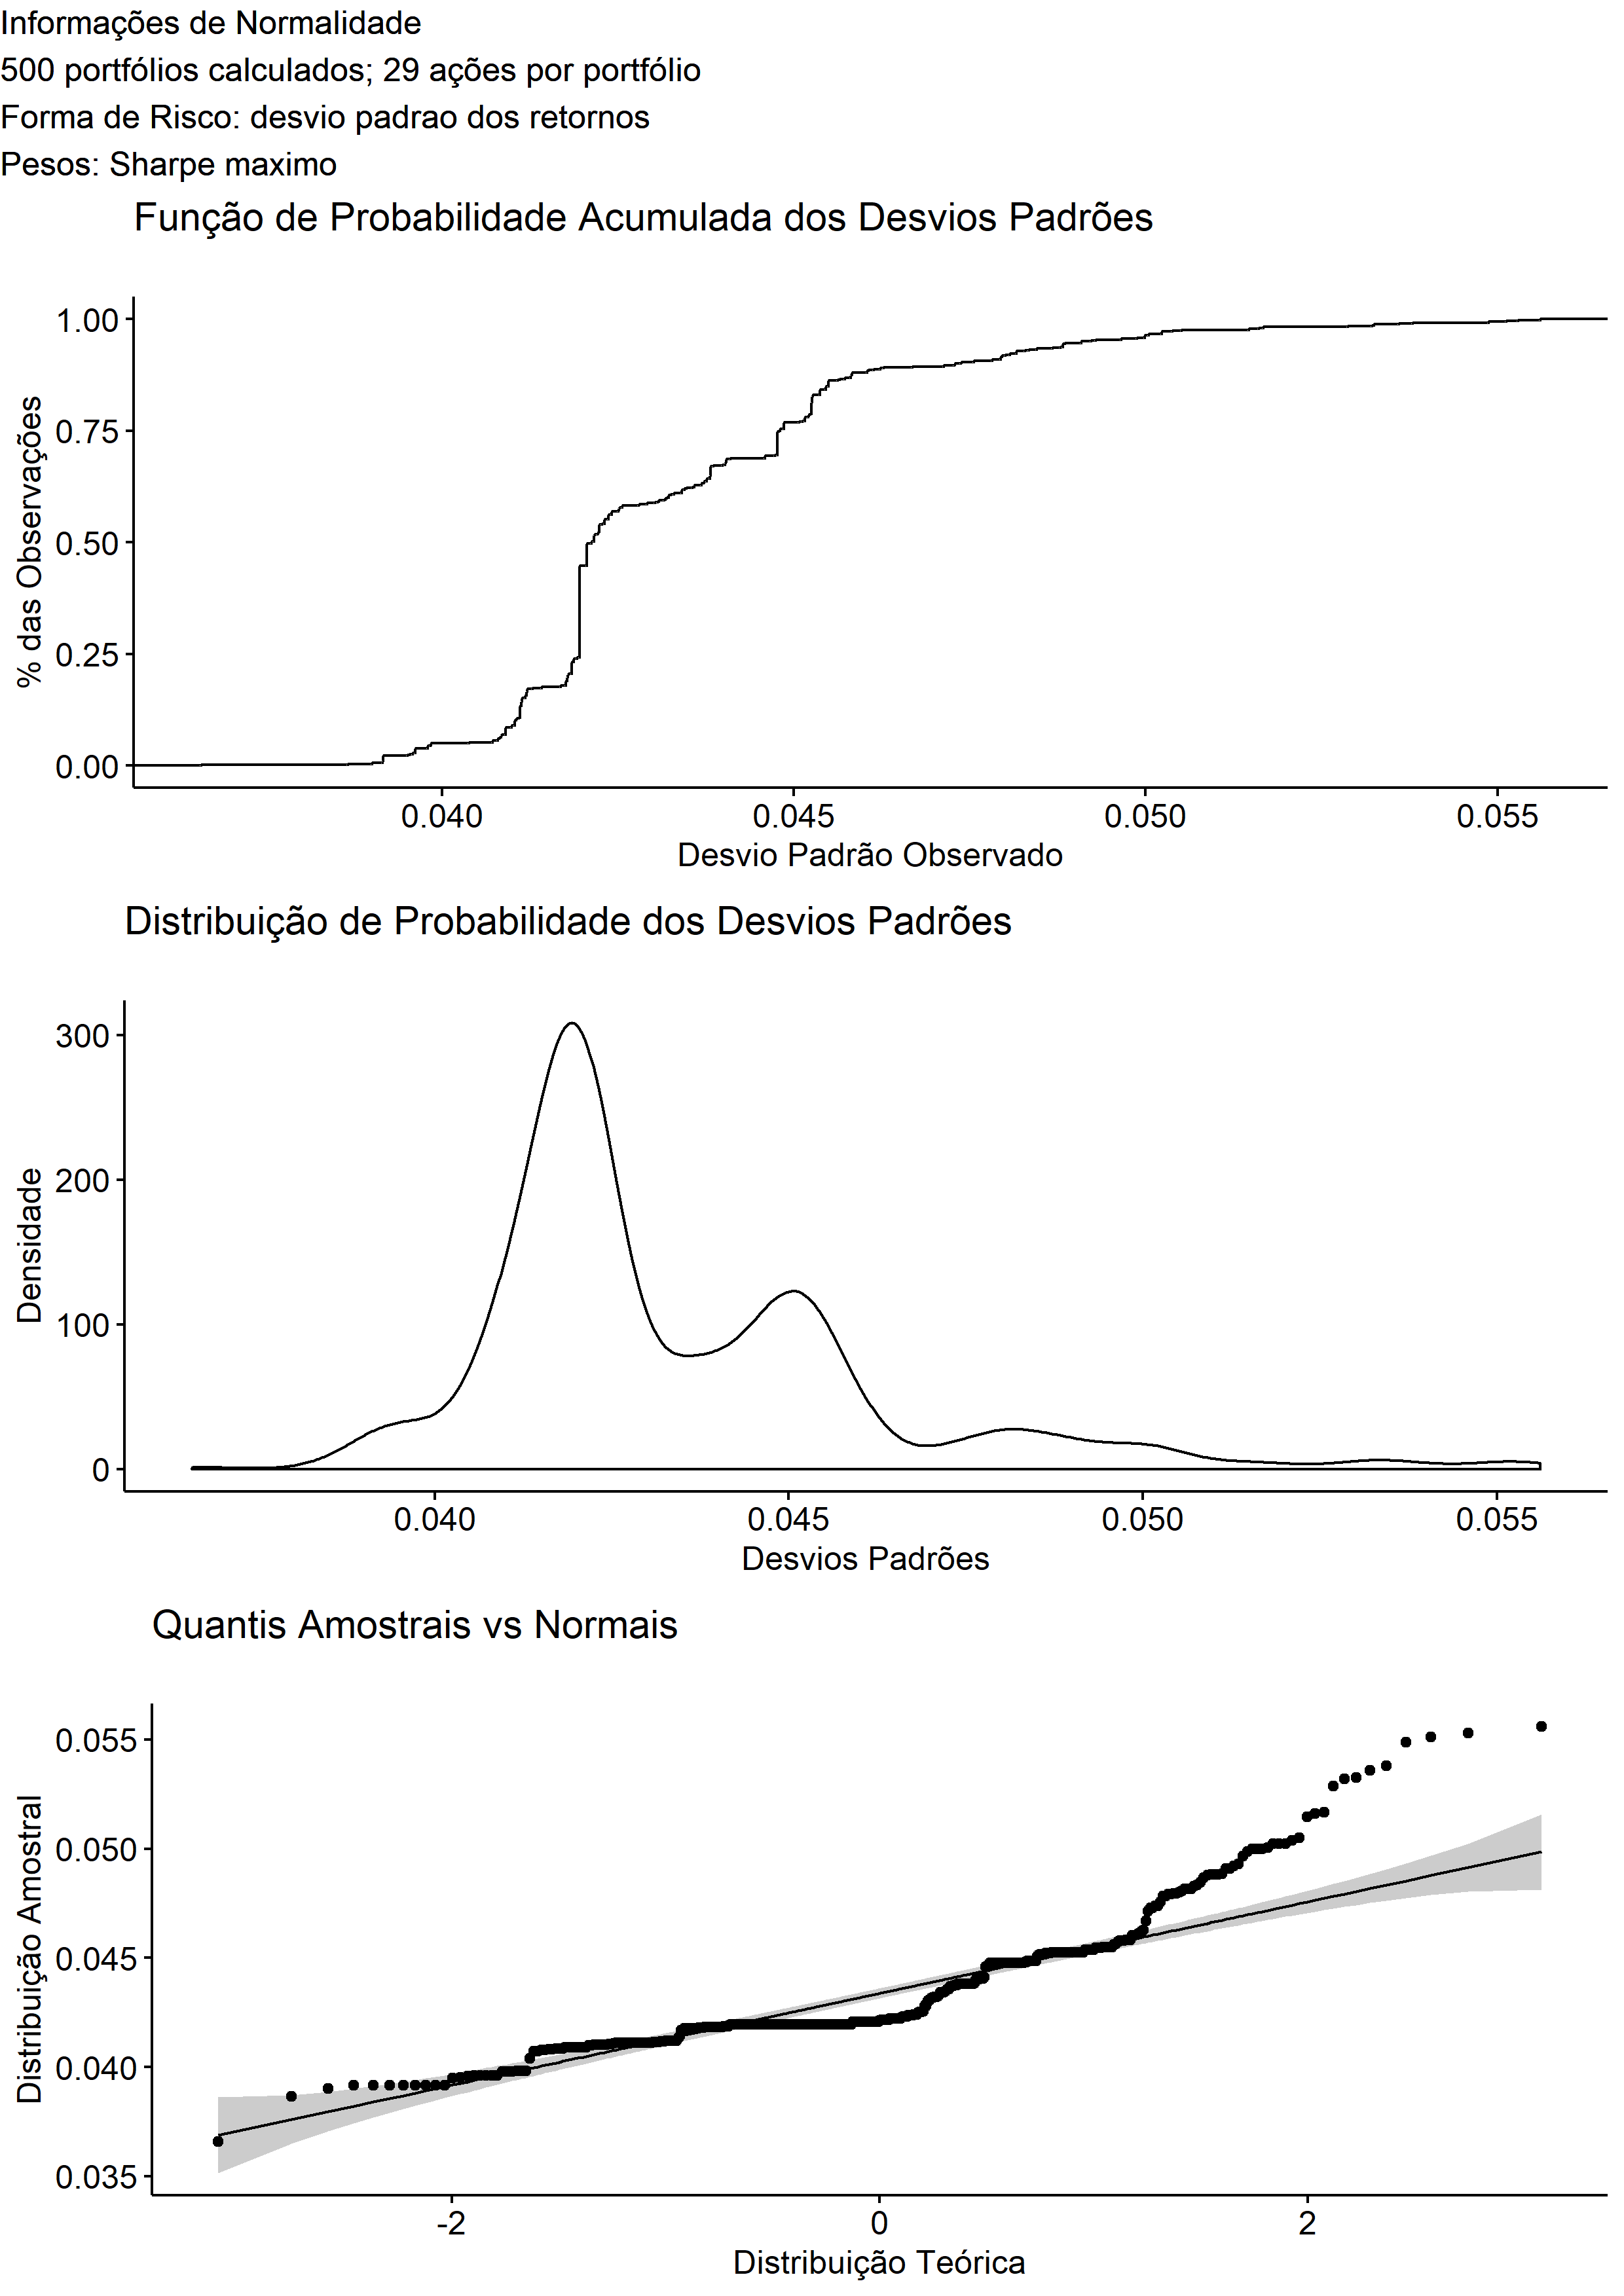 Informações de Normalidade
500 portfólios calculados; 29 ações por portfólio
Forma de Risco: desvio padrao dos retornos
Pesos: Sharpe maximo
Função de Probabilidade Acumulada dos Desvios Padrões
% das Observações
1.00
0.75
0.50
0.25
0.00
0.040 0.045 0.050 0.055
Desvio Padrão Observado
Distribuição de Probabilidade dos Desvios Padrões
Densidade
300
200
100
0
0.040 0.045 0.050 0.055
Desvios Padrões
Quantis Amostrais vs Normais
Distribuição Amostral
0.055
0.050
0.045
0.040
0.035
-2 0 2
Distribuição Teórica